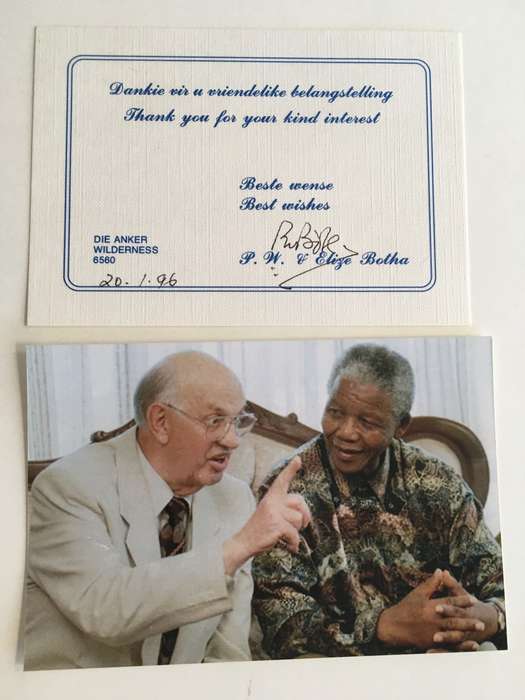 Dankie vir u vriendelike belangstelling
Thank you for your kind interest
Beste wense
Best wishes
DIE ANKER
WILDERNESS
6560
P. W. & Elize Botha
20.1.96